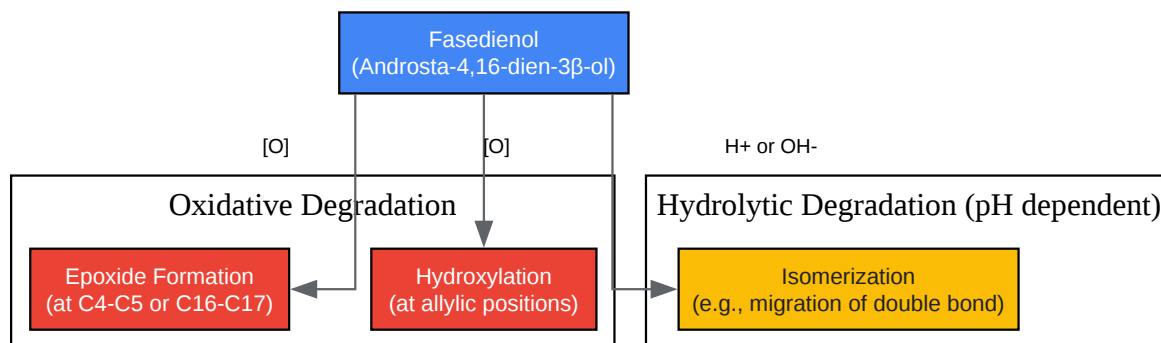 Fasedienol
(Androsta-4,16-dien-3β-ol)
[O]
[O]
H+ or OH-
Oxidative Degradation
Hydrolytic Degradation (pH dependent)
Epoxide Formation
(at C4-C5 or C16-C17)
Hydroxylation
(at allylic positions)
Isomerization
(e.g., migration of double bond)